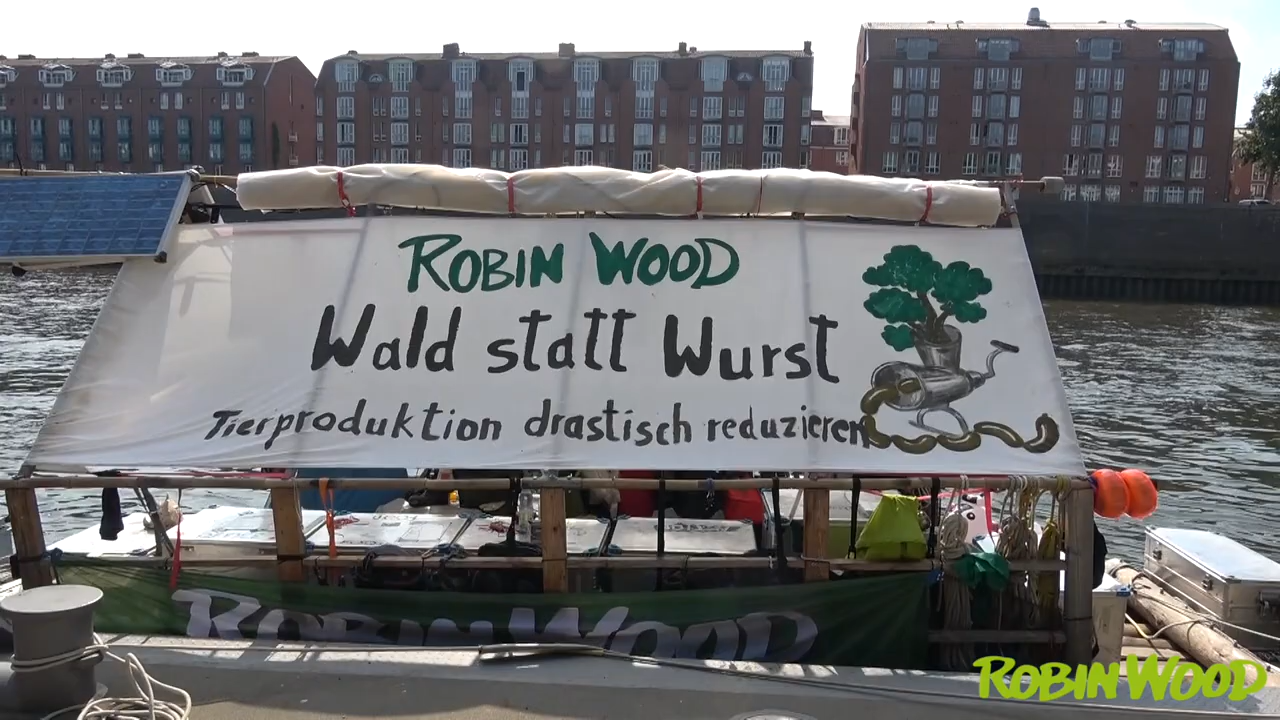 ROBIN WOOD
Wald statt Wurst
Tierproduktion drastisch reduzieren
ROBIN WOOD
ROBIN WOOD